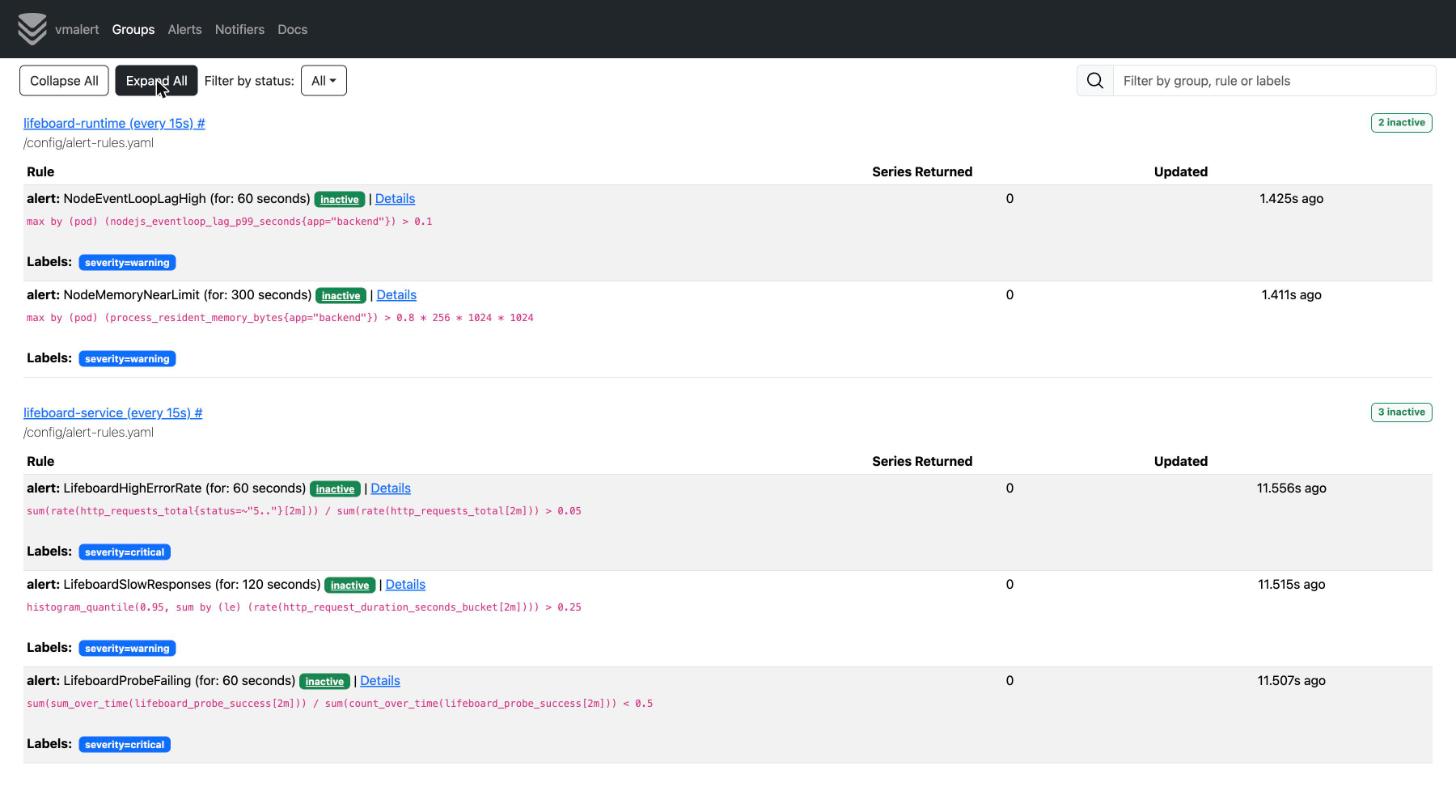 vmalert Groups Alerts Notifiers Docs
Collapse All Expand All Filter by status: All Filter by group, rule or labels
lifeboard-runtime (every 15s) # 2 inactive
/config/alert-rules.yaml
Rule Series Returned Updated
alert: NodeEventLoopLagHigh (for: 60 seconds) inactive | Details 0 1.425s ago
max by (pod) (nodejs_eventloop_lag_p99_seconds{app="backend"}) > 0.1
Labels: severity=warning
alert: NodeMemoryNearLimit (for: 300 seconds) inactive | Details 0 1.411s ago
max by (pod) (process_resident_memory_bytes{app="backend"}) > 0.8 * 256 * 1024 * 1024
Labels: severity=warning
lifeboard-service (every 15s) # 3 inactive
/config/alert-rules.yaml
Rule Series Returned Updated
alert: LifeboardHighErrorRate (for: 60 seconds) inactive | Details 0 11.556s ago
sum(rate(http_requests_total{status=~"5.."}[2m])) / sum(rate(http_requests_total[2m])) > 0.05
Labels: severity=critical
alert: LifeboardSlowResponses (for: 120 seconds) inactive | Details 0 11.515s ago
histogram_quantile(0.95, sum by (le) (rate(http_request_duration_seconds_bucket[2m]))) > 0.25
Labels: severity=warning
alert: LifeboardProbeFailing (for: 60 seconds) inactive | Details 0 11.507s ago
sum(sum_over_time(lifeboard_probe_success[2m])) / sum(count_over_time(lifeboard_probe_success[2m])) < 0.5
Labels: severity=critical